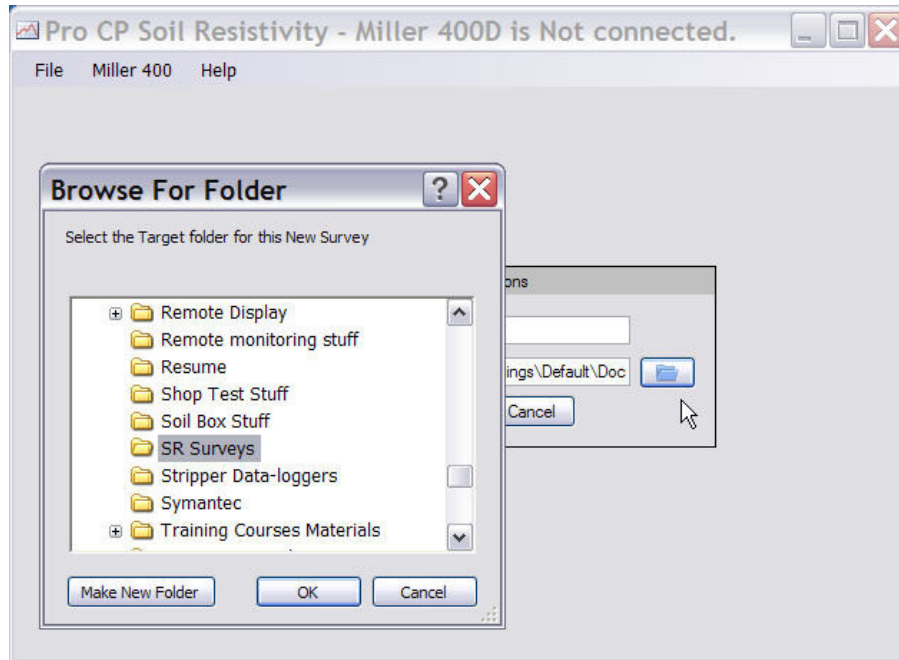 Pro CP Soil Resistivity - Miller 400D is Not connected.
File Miller 400 Help
Browse For Folder
Select the Target folder for this New Survey
Remote Display
Remote monitoring stuff
Resume
Shop Test Stuff
Soil Box Stuff
SR Surveys
Stripper Data-loggers
Symantec
Training Courses Materials
Make New Folder OK Cancel
ons
ings\Default\Doc
Cancel